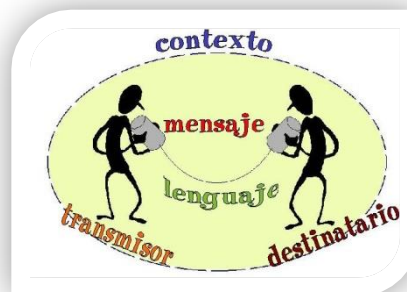 contexto
mensaje
lenguaje
transmisor
destinatario